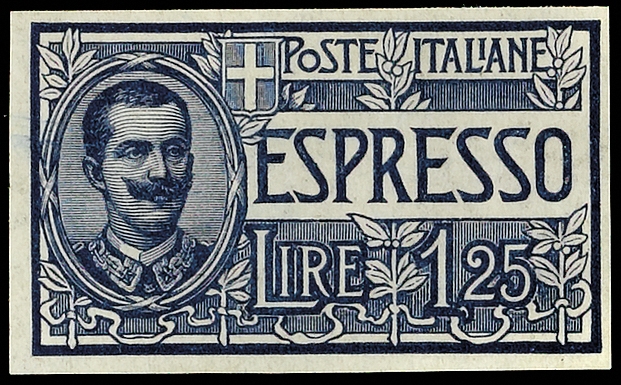 POSTE ITALIANE
ESPRESSO
LIRE 1,25